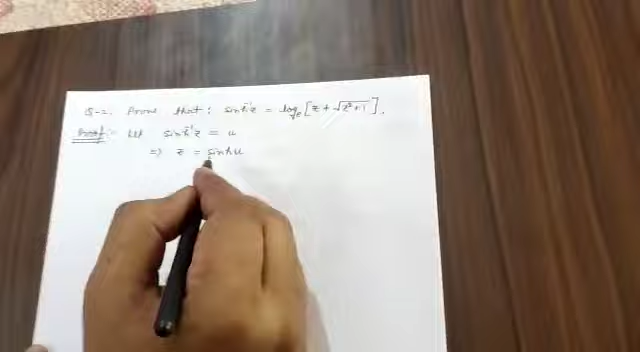 Q-2. Prove that: sinh⁻¹z = logₑ[z + √z²+1].
Proof:- Let sinh⁻¹z = u
⇒ z = sinhu